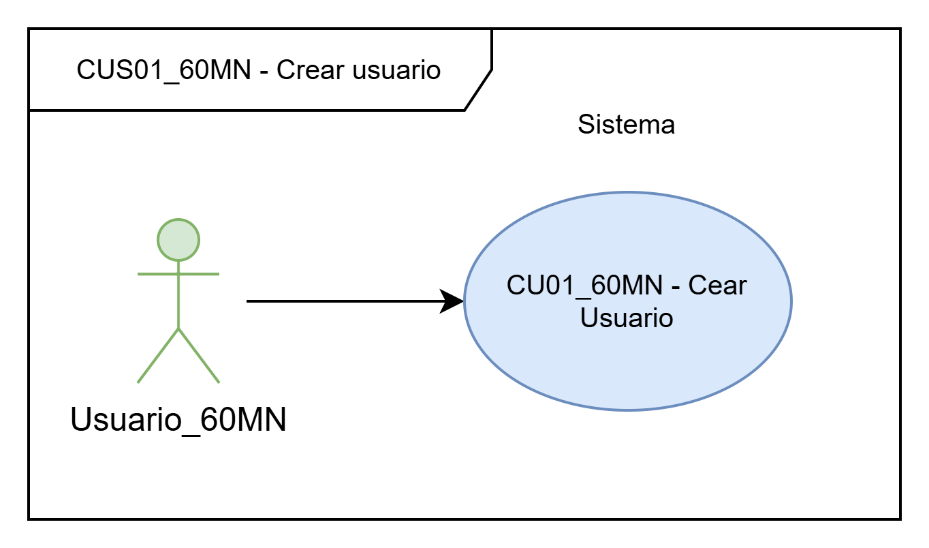 CUS01_60MN - Crear usuario
Sistema
CU01_60MN - Cear
Usuario
Usuario_60MN